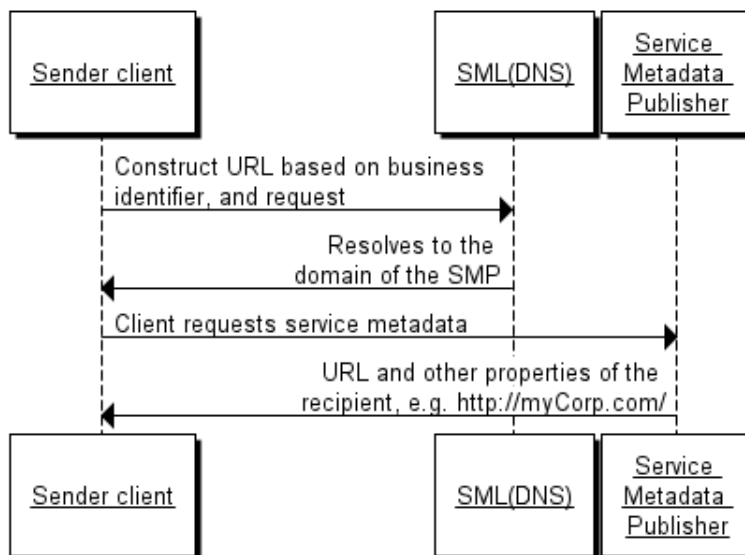 Sender client
SML(DNS)
Service
Metadata
Publisher
Construct URL based on business
identifier, and request
Resolves to the
domain of the SMP
Client requests service metadata
URL and other properties of the
recipient, e.g. http://myCorp.com/
Sender client
SML(DNS)
Service
Metadata
Publisher